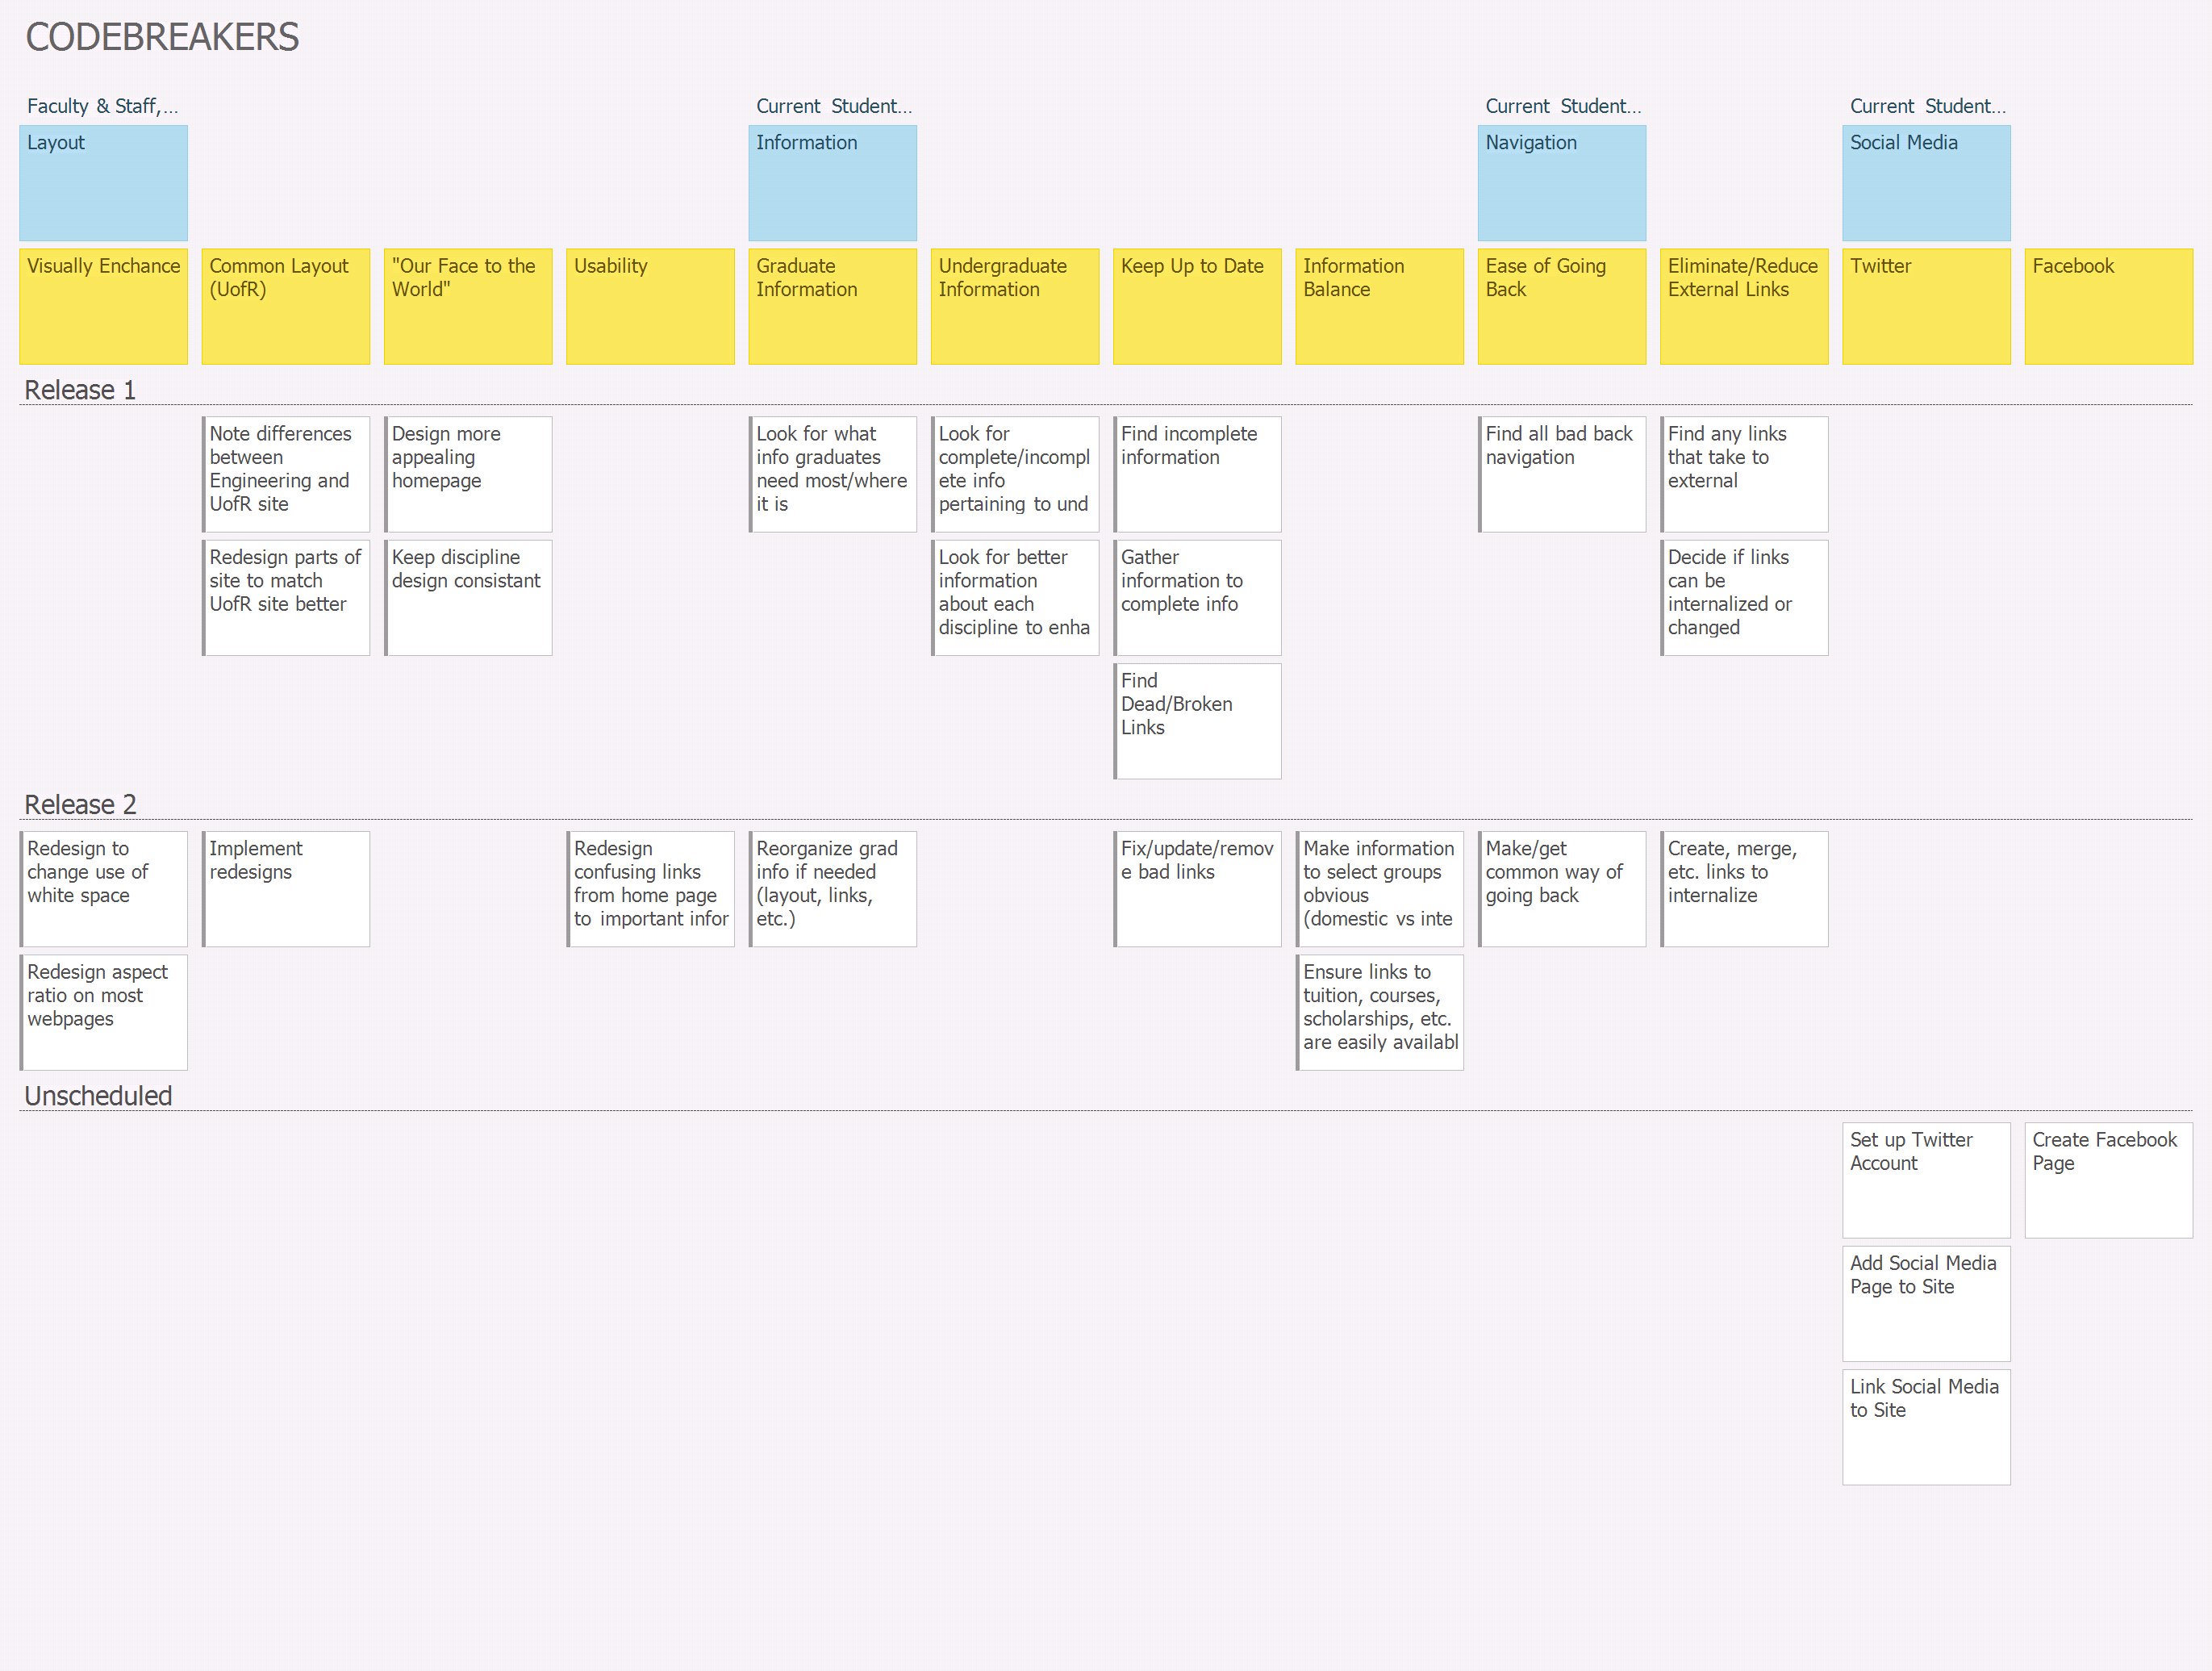 CODEBREAKERS
Faculty & Staff,...
Current Student...
Current Student...
Current Student...
Layout
Information
Navigation
Social Media
Visually Enchance
Common Layout
(UofR)
"Our Face to the
World"
Usability
Graduate
Information
Undergraduate
Information
Keep Up to Date
Information
Balance
Ease of Going
Back
Eliminate/Reduce
External Links
Twitter
Facebook
Release 1
Note differences
between
Engineering and
UofR site
Design more
appealing
homepage
Look for what
info graduates
need most/where
it is
Look for
complete/incompl
ete info
pertaining to und
Find incomplete
information
Find all bad back
navigation
Find any links
that take to
external
Redesign parts of
site to match
UofR site better
Keep discipline
design consistant
Look for better
information
about each
discipline to enha
Gather
information to
complete info
Decide if links
can be
internalized or
changed
Find
Dead/Broken
Links
Release 2
Redesign to
change use of
white space
Implement
redesigns
Redesign
confusing links
from home page
to important infor
Reorganize grad
info if needed
(layout, links,
etc.)
Fix/update/remov
e bad links
Make information
to select groups
obvious
(domestic vs inte
Make/get
common way of
going back
Create, merge,
etc. links to
internalize
Redesign aspect
ratio on most
webpages
Ensure links to
tuition, courses,
scholarships, etc.
are easily availabl
Unscheduled
Set up Twitter
Account
Create Facebook
Page
Add Social Media
Page to Site
Link Social Media
to Site